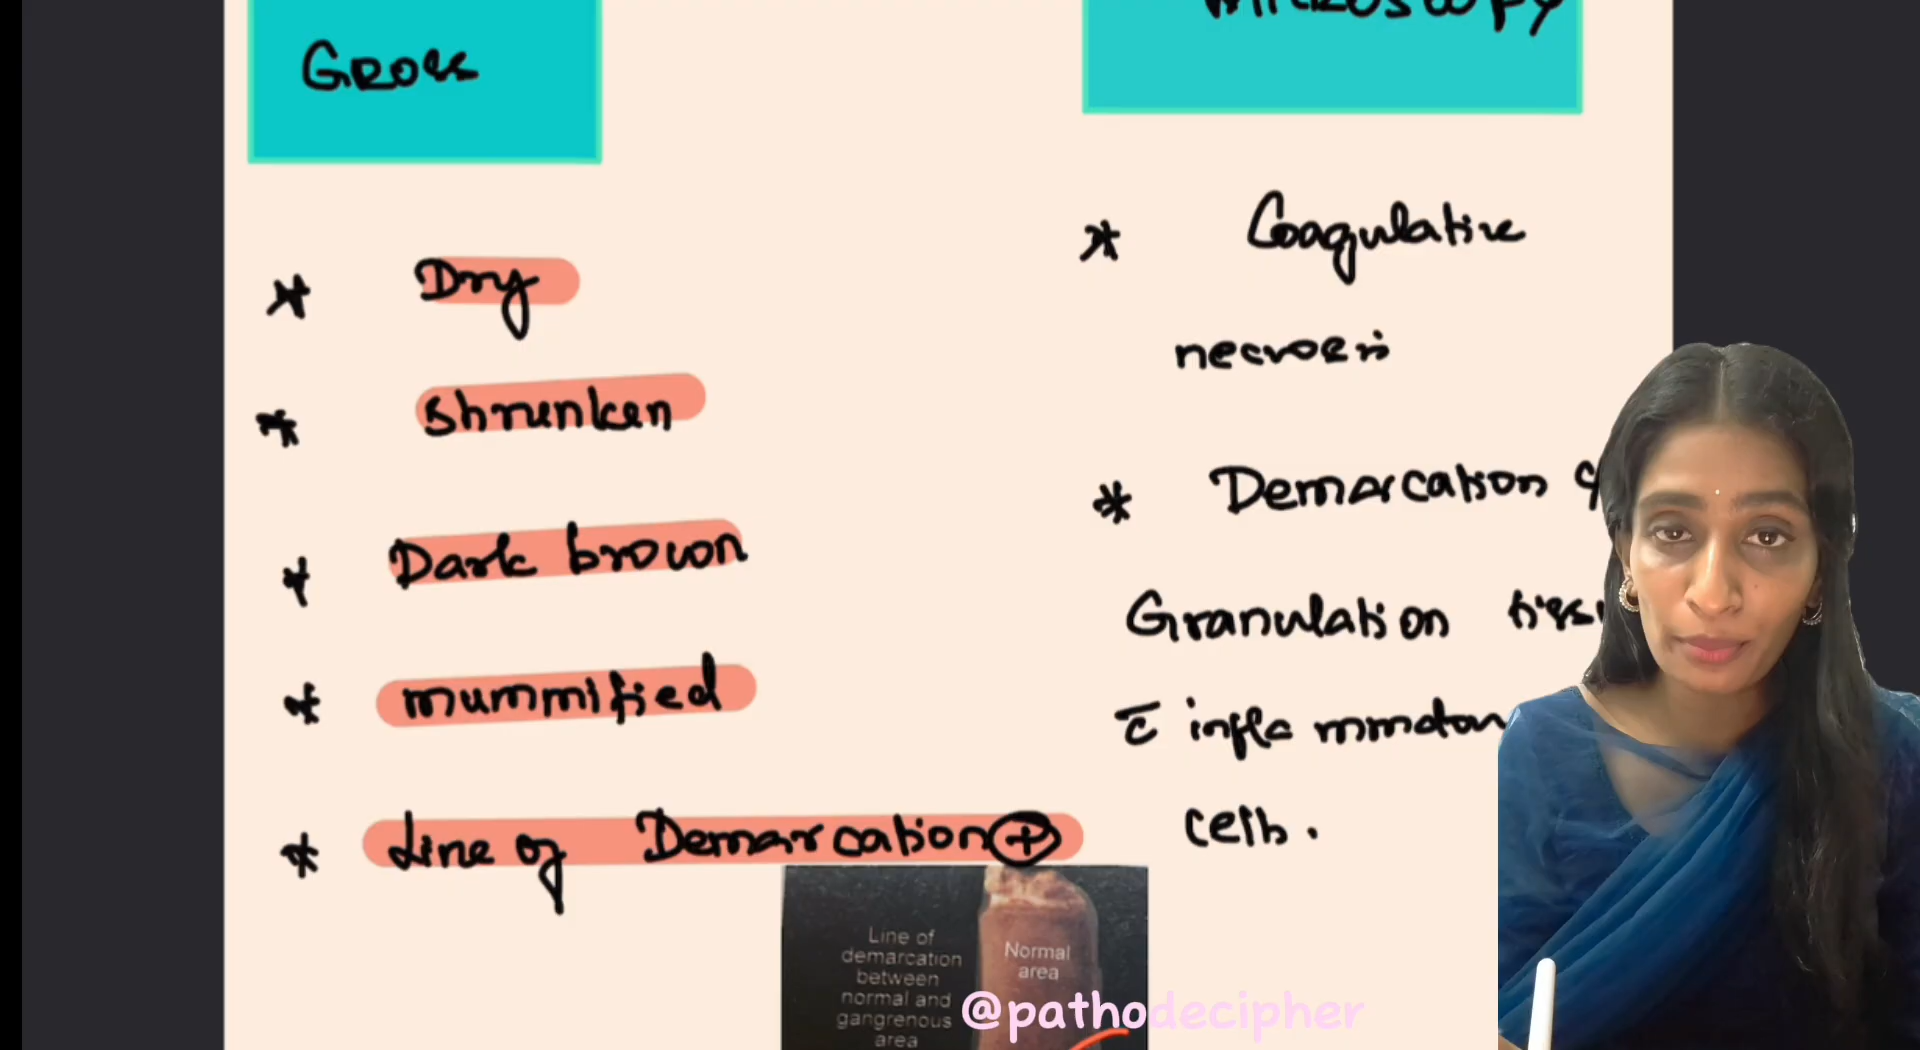 Gross
Microscopy
* Dry
* Shrunken
* Dark brown
* mummified
* Line of Demarcation +
* Coagulative
necrosis
* Demarcation
Granulation
c̄ inflammatory
cells.
Line of
demarcation
between
normal and
gangrenous
area
Normal
area
@pathodecipher